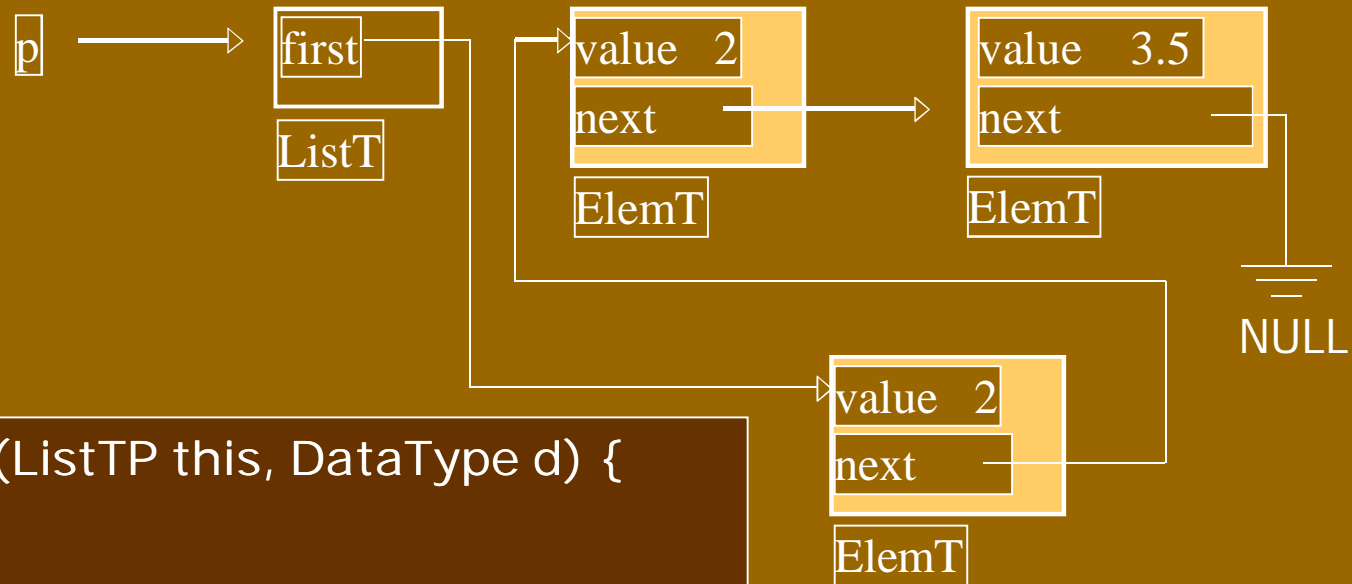 p
first
ListT
value 2
next
ElemT
value 3.5
next
ElemT
NULL
value 2
next
ElemT
(ListTP this, DataType d) {